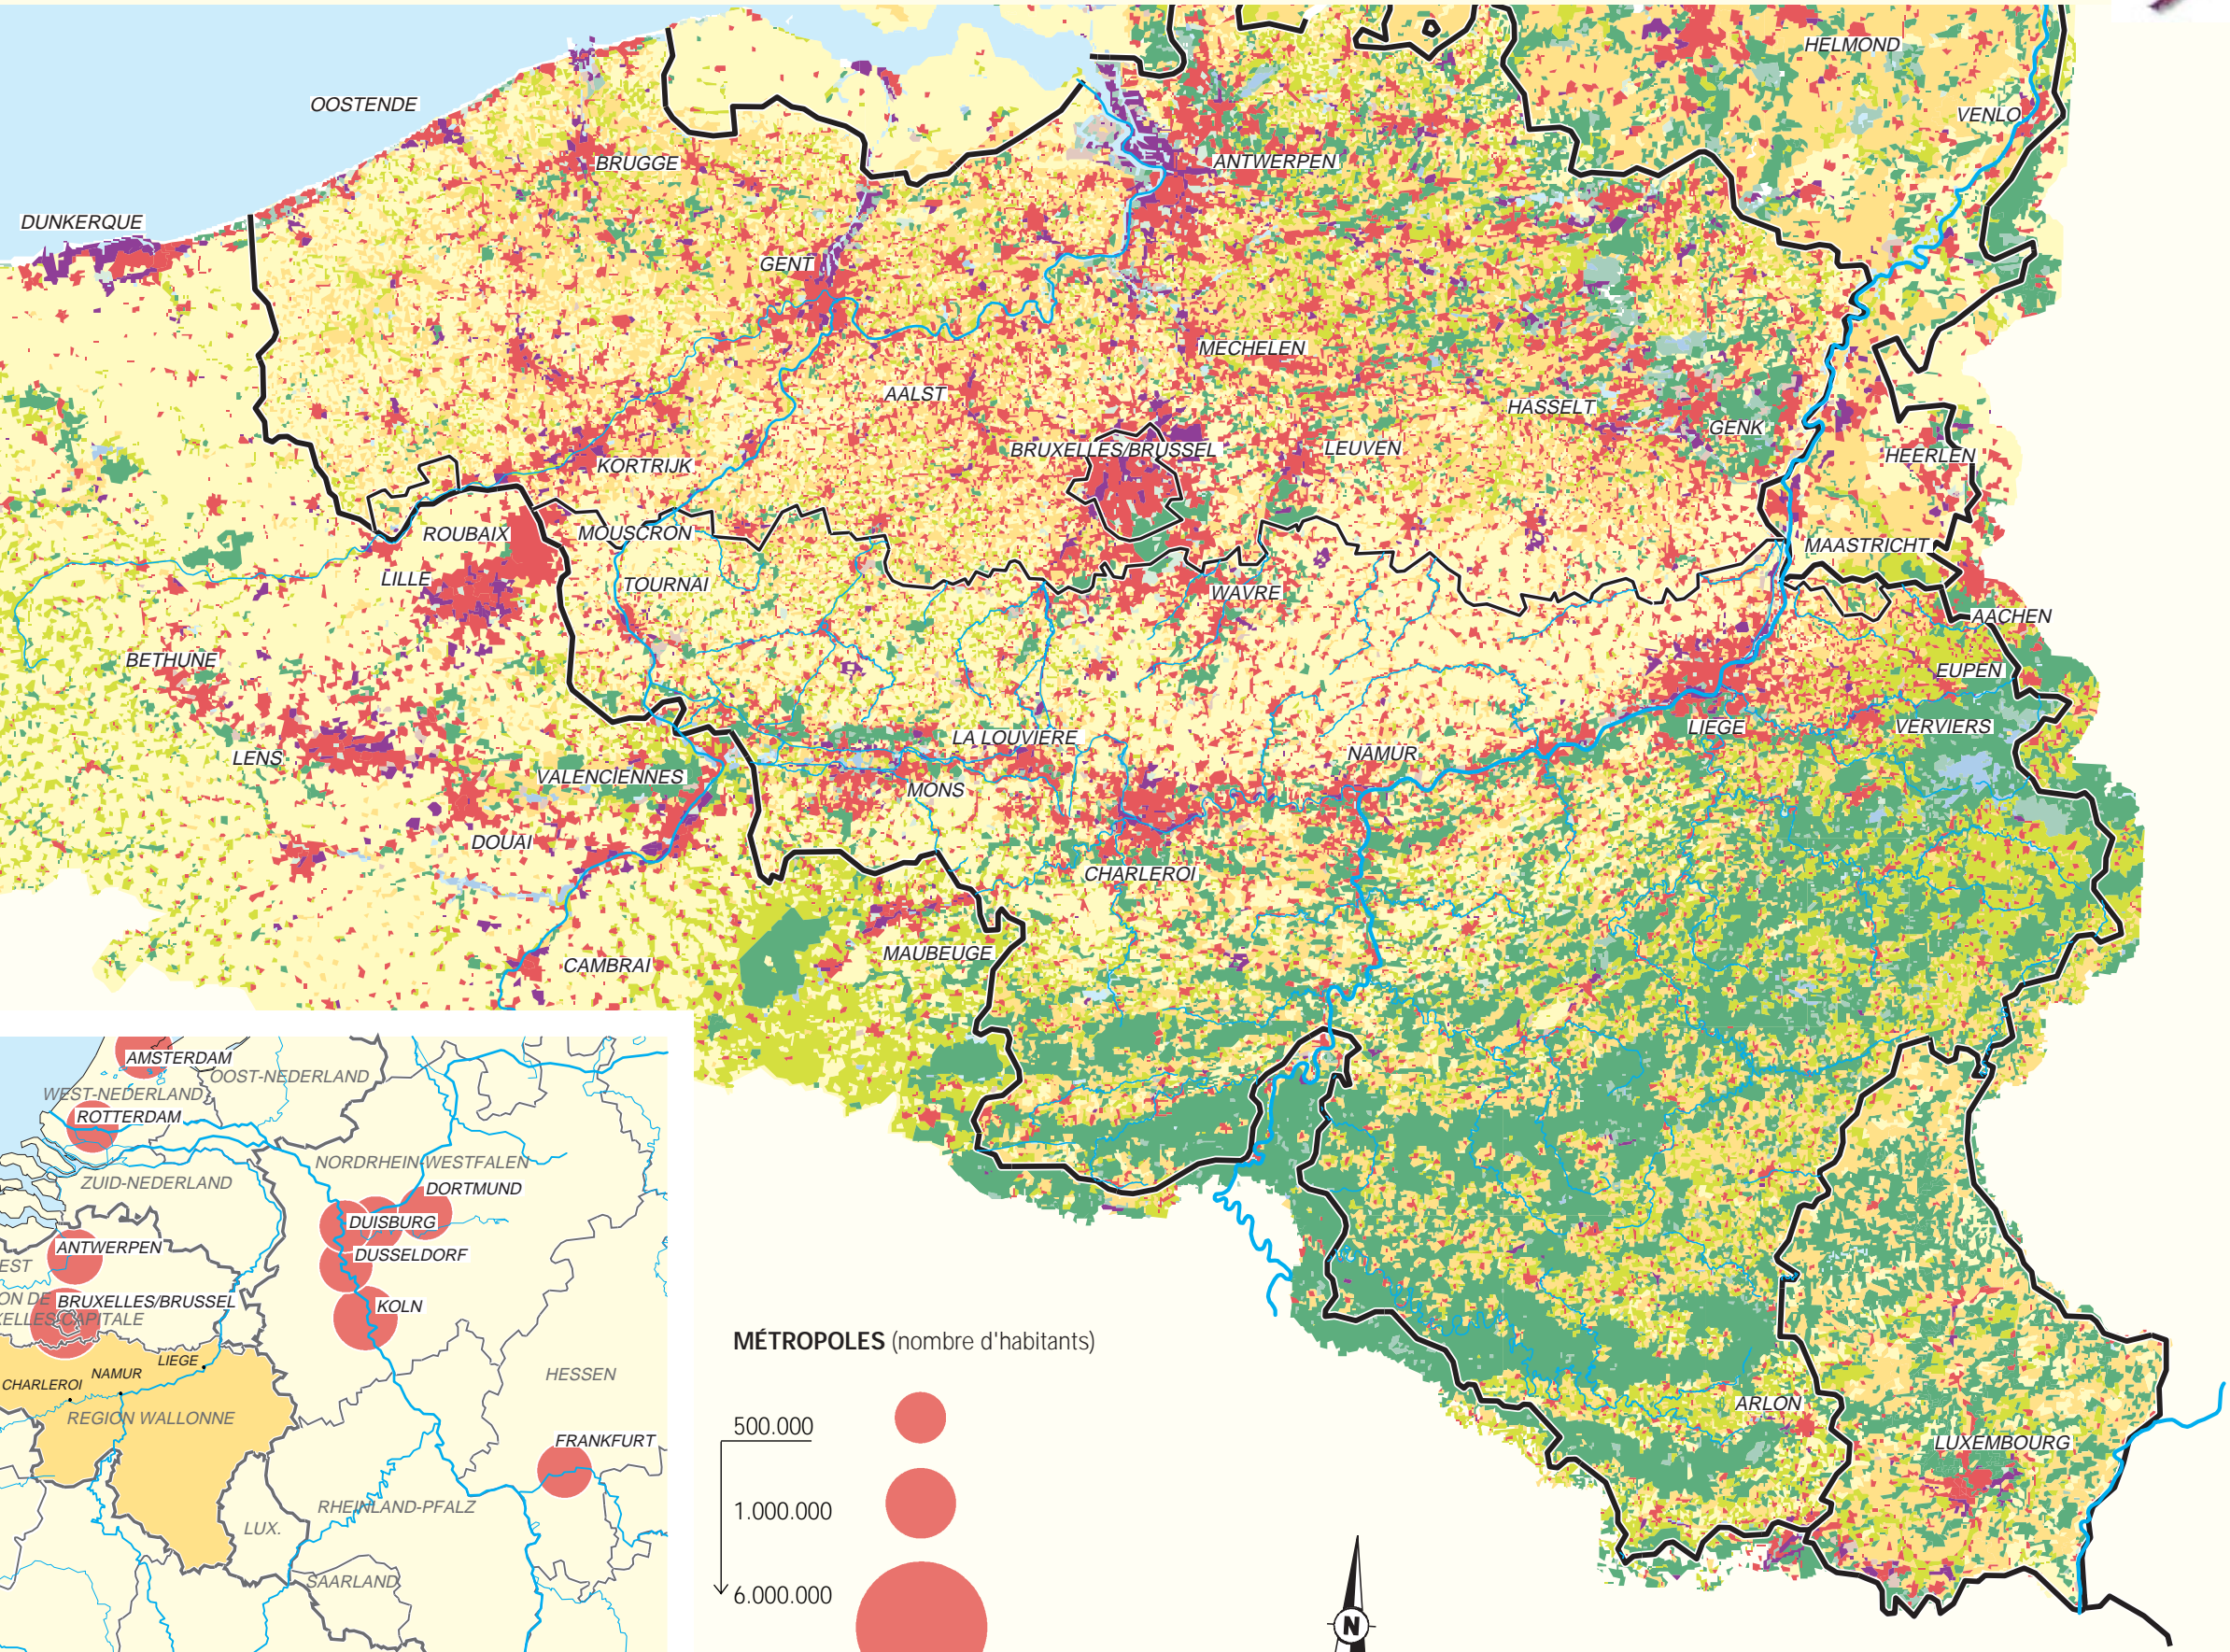 HELMOND
OOSTENDE
VENLO
BRUGGE
ANTWERPEN
DUNKERQUE
GENT
MECHELEN
AALST
HASSELT
GENK
BRUXELLES/BRUSSEL
LEUVEN
HEERLEN
KORTRIJK
ROUBAIX
MOUSCRON
MAASTRICHT
LILLE
TOURNAI
WAVRE
AACHEN
BETHUNE
EUPEN
LIEGE
VERVIERS
LENS
LA LOUVIERE
NAMUR
VALENCIENNES
MONS
DOUAI
CHARLEROI
MAUBEUGE
CAMBRAI
ARLON
LUXEMBOURG
AMSTERDAM
OOST-NEDERLAND
WEST-NEDERLAND
ROTTERDAM
NORDRHEIN-WESTFALEN
ZUID-NEDERLAND
DORTMUND
DUISBURG
ANTWERPEN
DUSSELDORF
EST
ON DE
BRUXELLES/BRUSSEL
KOLN
XELLES CAPITALE
LIEGE
NAMUR
CHARLEROI
HESSEN
REGION WALLONNE
FRANKFURT
RHEINLAND-PFALZ
LUX.
SAARLAND
MÉTROPOLES (nombre d'habitants)
500.000
1.000.000
6.000.000
N